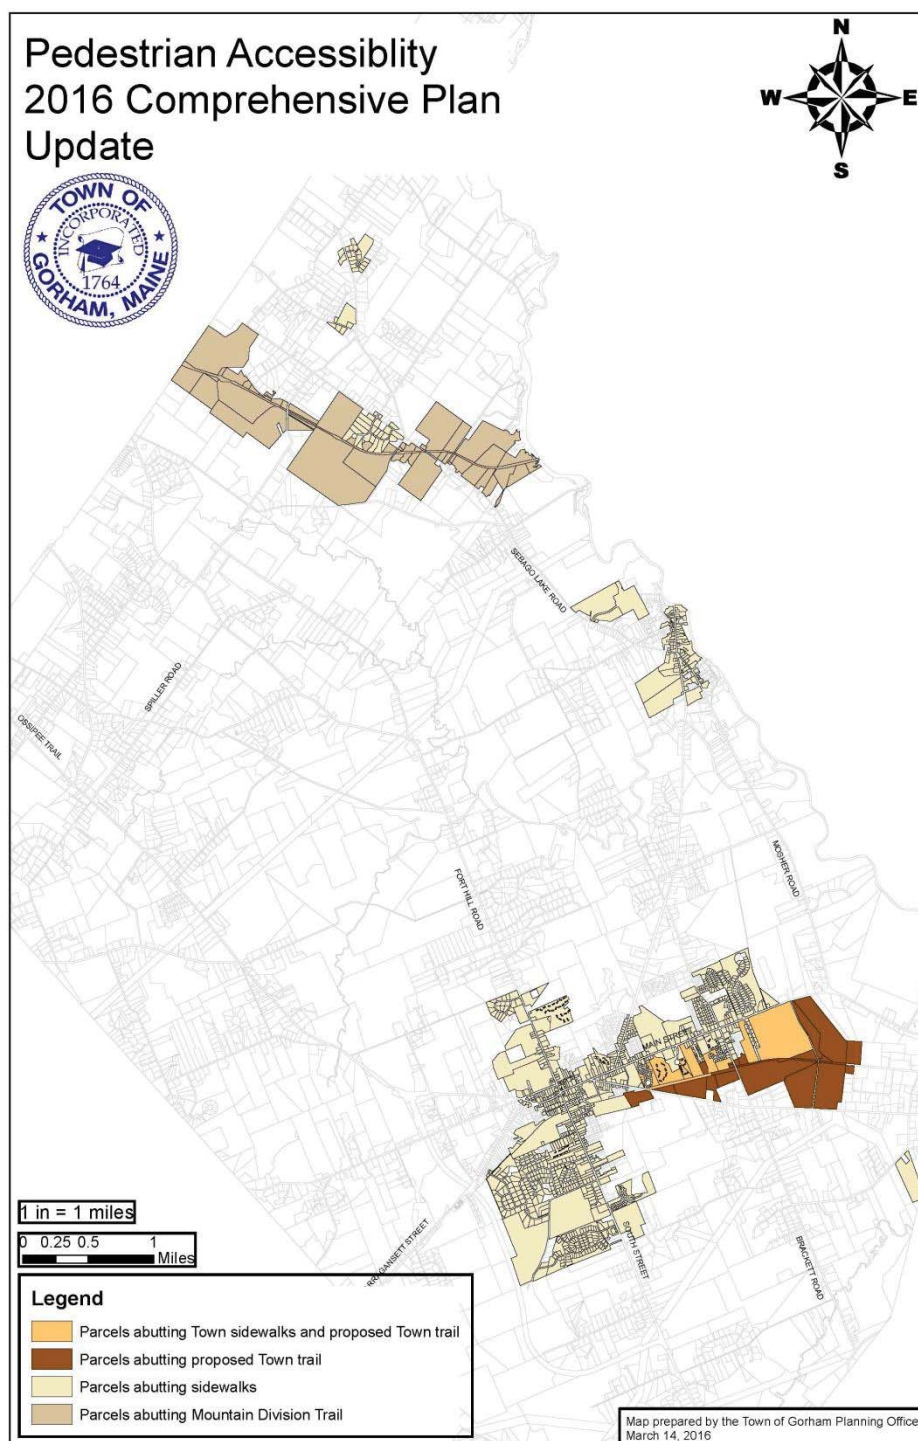 Pedestrian Accessiblity
2016 Comprehensive Plan
Update
N
W
E
S
TOWN OF
INCORPORATED
1764
GORHAM, MAINE
SEBAGO LAKE ROAD
SPILLER ROAD
OSSIPEE TRAIL
FORT HILL ROAD
MOSHER ROAD
MAIN STREET
RRAGANSETT STREET
SOUTH STREET
BRACKETT ROAD
1 in = 1 miles
0 0.25 0.5 1
Miles
Legend
Parcels abutting Town sidewalks and proposed Town trail
Parcels abutting proposed Town trail
Parcels abutting sidewalks
Parcels abutting Mountain Division Trail
Map prepared by the Town of Gorham Planning Office
March 14, 2016